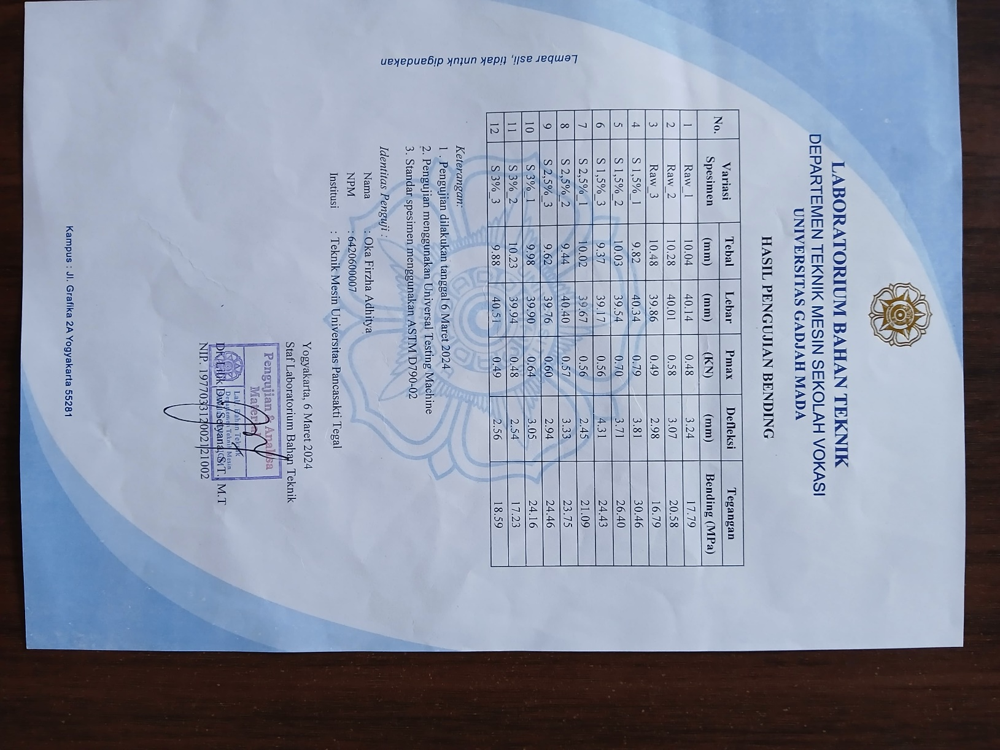 LABORATORIUM BAHAN TEKNIK
DEPARTEMEN TEKNIK MESIN SEKOLAH VOKASI
UNIVERSITAS GADJAH MADA
HASIL PENGUJIAN BENDING
No. Variasi Spesimen Tebal (mm) Lebar (mm) Pmax (KN) Defleksi (mm) Tegangan Bending (MPa)
1 Raw_1 10.04 40.14 0.48 3.24 17.79
2 Raw_2 10.28 40.01 0.58 3.07 20.58
3 Raw_3 10.48 39.86 0.49 2.98 16.79
4 S 1,5%_1 9.82 40.34 0.79 3.81 30.46
5 S 1,5%_2 10.03 39.54 0.70 3.71 26.40
6 S 1,5%_3 9.37 39.17 0.56 4.31 24.43
7 S 2,5%_1 10.02 39.67 0.56 2.45 21.09
8 S 2,5%_2 9.44 40.40 0.57 3.33 23.75
9 S 2,5%_3 9.62 39.76 0.60 2.94 24.46
10 S 3%_1 9.98 39.90 0.64 3.05 24.16
11 S 3%_2 10.23 39.94 0.48 2.54 17.23
12 S 3%_3 9.88 40.51 0.49 2.56 18.59
Keterangan:
1. Pengujian dilakukan tanggal 6 Maret 2024
2. Pengujian menggunakan Universal Testing Machine
3. Standar spesimen menggunakan ASTM D790-02
Identitas Penguji :
Nama : Oka Firzha Adhitya
NPM : 6420600007
Institusi : Teknik Mesin Universitas Pancasakti Tegal
Yogyakarta, 6 Maret 2024
Staf Laboratorium Bahan Teknik
Pengujian & Analisa
Material
Lab. Bahan Teknik
Departemen Teknik Mesin
Lilik Dwi Setyana, S.T., M.T
NIP. 197703312002121002
Lembar asli, tidak untuk digandakan
Kampus : Jl. Grafika 2A Yogyakarta 55281